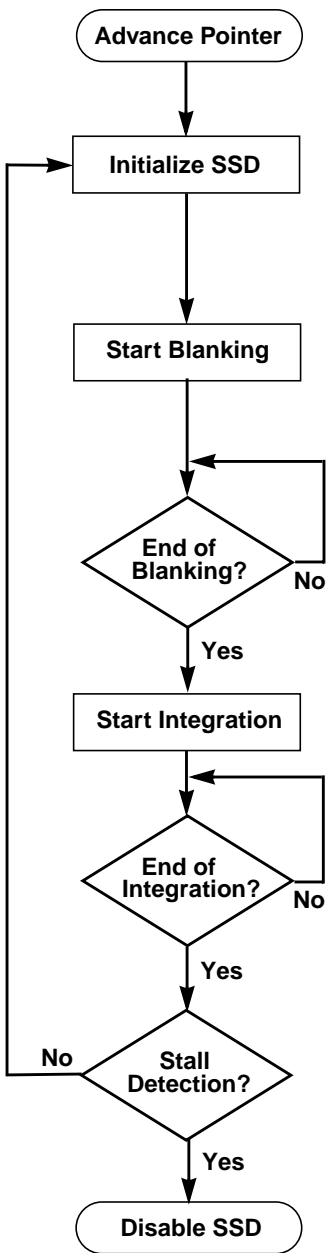 Advance Pointer
Initialize SSD
Start Blanking
End of
Blanking?
No
Yes
Start Integration
End of
Integration?
No
Yes
No
Stall
Detection?
Yes
Disable SSD